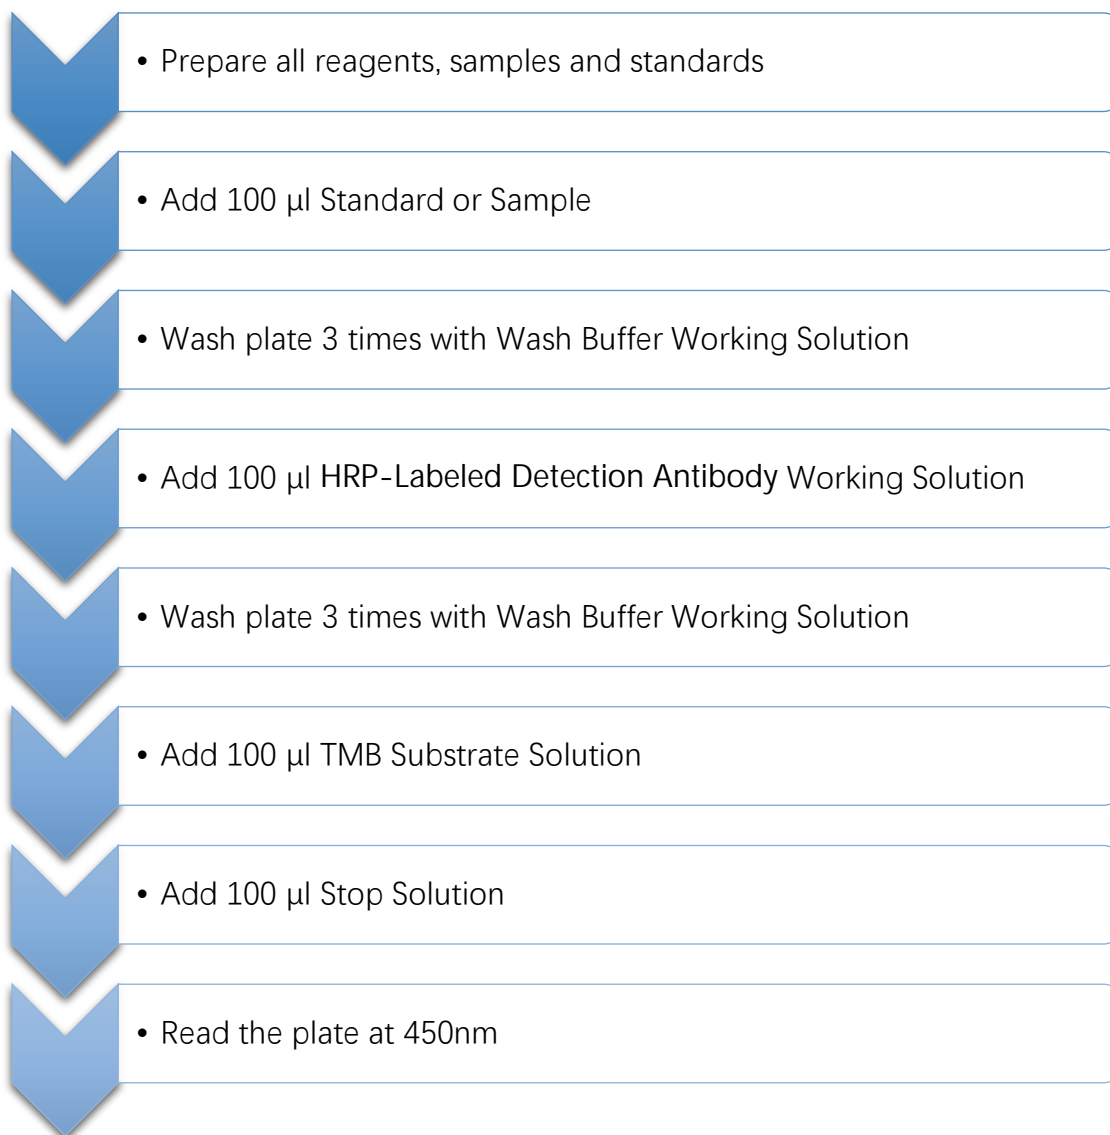 • Prepare all reagents, samples and standards
• Add 100 μl Standard or Sample
• Wash plate 3 times with Wash Buffer Working Solution
• Add 100 μl HRP-Labeled Detection Antibody Working Solution
• Wash plate 3 times with Wash Buffer Working Solution
• Add 100 μl TMB Substrate Solution
• Add 100 μl Stop Solution
• Read the plate at 450nm